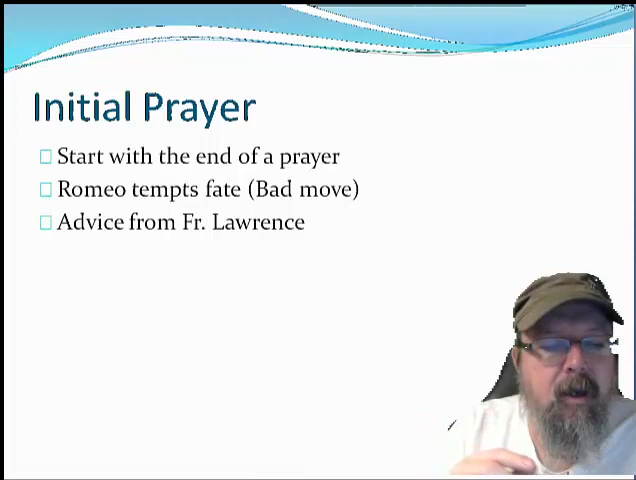 Initial Prayer
Start with the end of a prayer
Romeo tempts fate (Bad move)
Advice from Fr. Lawrence